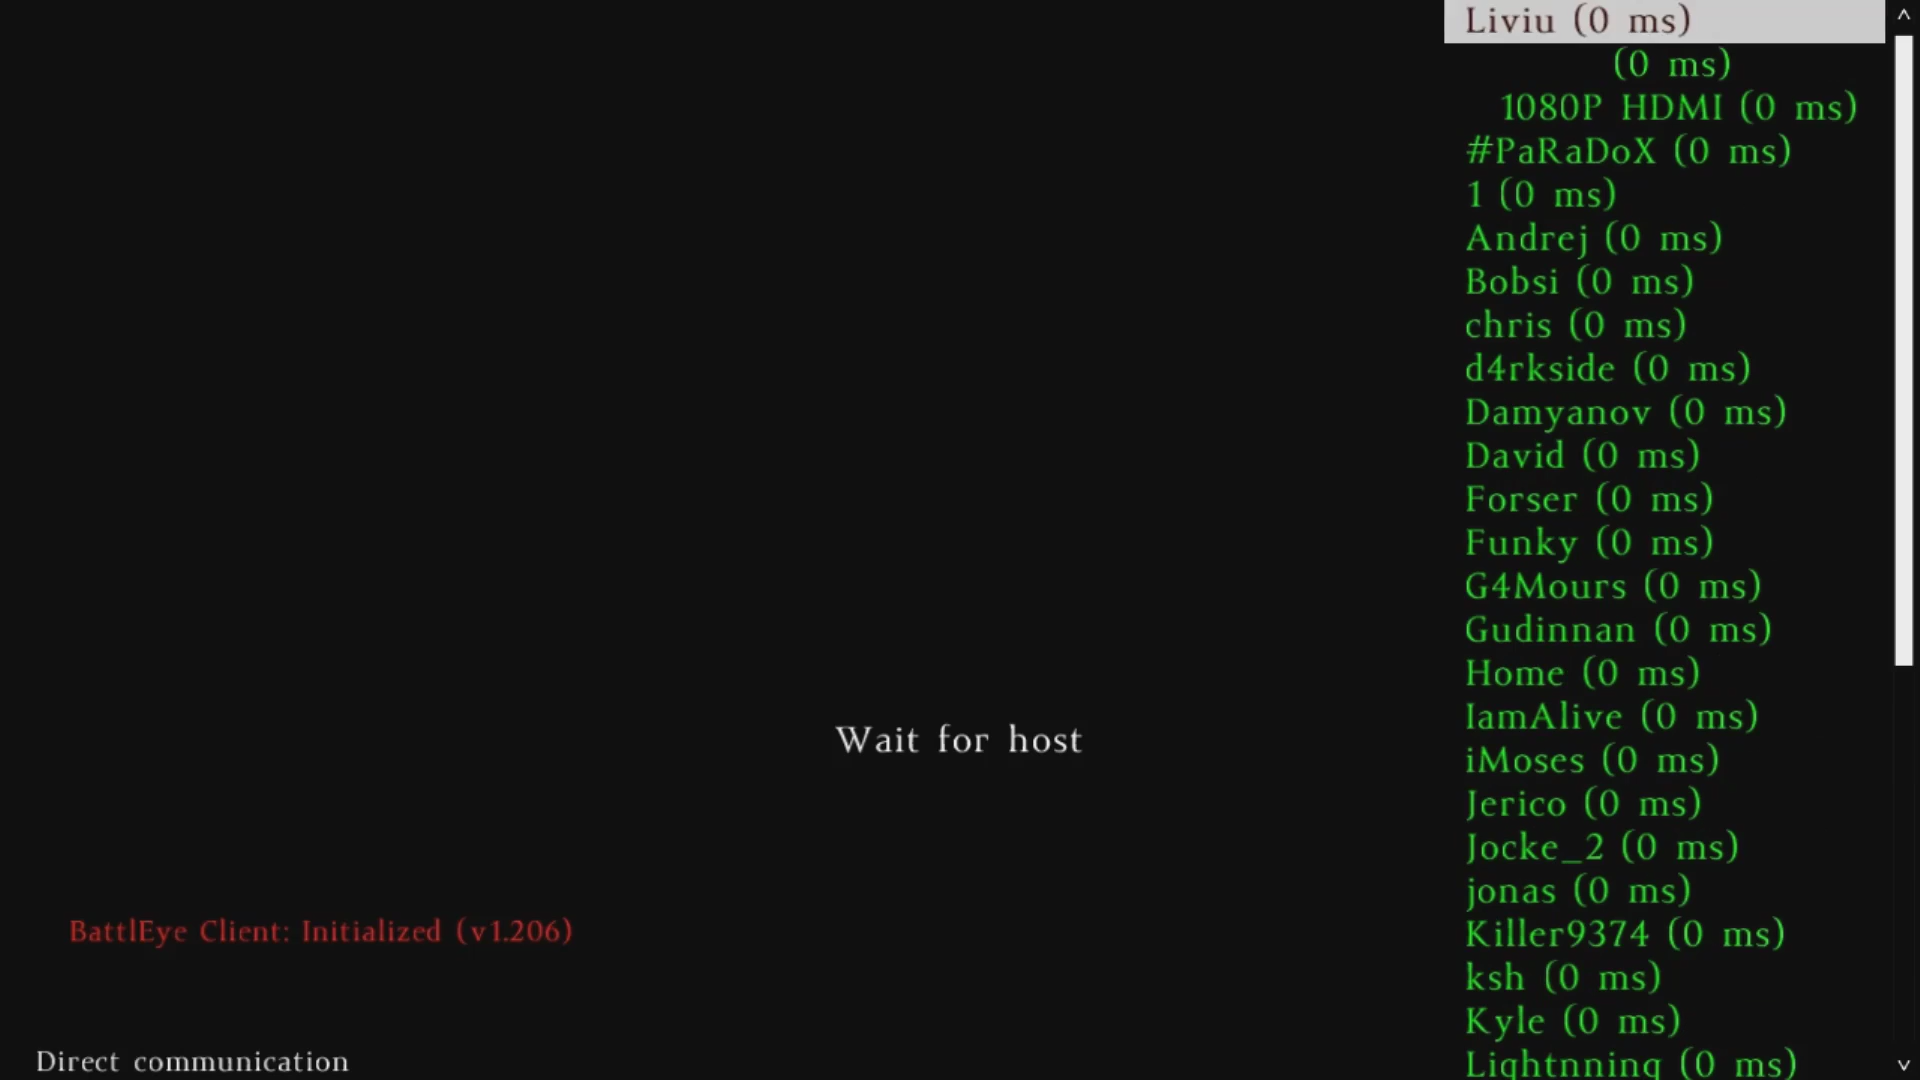 Liviu (0 ms)
(0 ms)
1080P HDMI (0 ms)
#PaRaDoX (0 ms)
1 (0 ms)
Andrej (0 ms)
Bobsi (0 ms)
chris (0 ms)
d4rkside (0 ms)
Damyanov (0 ms)
David (0 ms)
Forser (0 ms)
Funky (0 ms)
G4Mours (0 ms)
Gudinnan (0 ms)
Home (0 ms)
IamAlive (0 ms)
iMoses (0 ms)
Jerico (0 ms)
Jocke_2 (0 ms)
jonas (0 ms)
Killer9374 (0 ms)
ksh (0 ms)
Kyle (0 ms)
Lightnning (0 ms)
Wait for host
BattlEye Client: Initialized (v1.206)
Direct communication